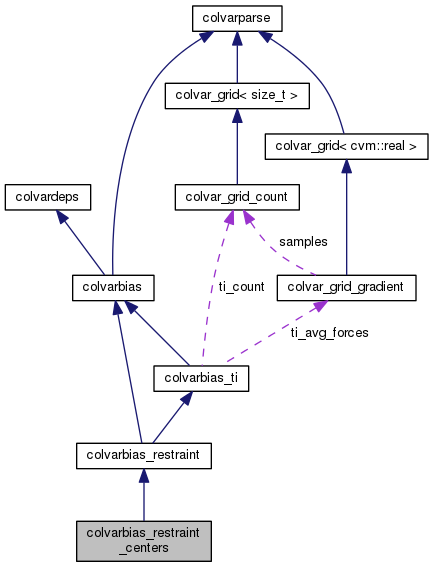 colvarparse
colvar_grid< size_t >
colvar_grid< cvm::real >
colvardeps
colvar_grid_count
samples
colvarbias
ti_count
colvar_grid_gradient
ti_avg_forces
colvarbias_ti
colvarbias_restraint
colvarbias_restraint
_centers